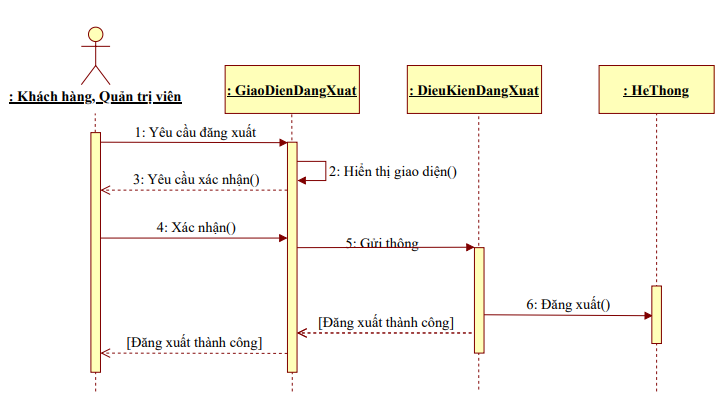 : Khách hàng, Quản trị viên
: GiaoDienDangXuat
: DieuKienDangXuat
: HeThong
1: Yêu cầu đăng xuất
2: Hiển thị giao diện()
3: Yêu cầu xác nhận()
4: Xác nhận()
5: Gửi thông
6: Đăng xuất()
[Đăng xuất thành công]
[Đăng xuất thành công]